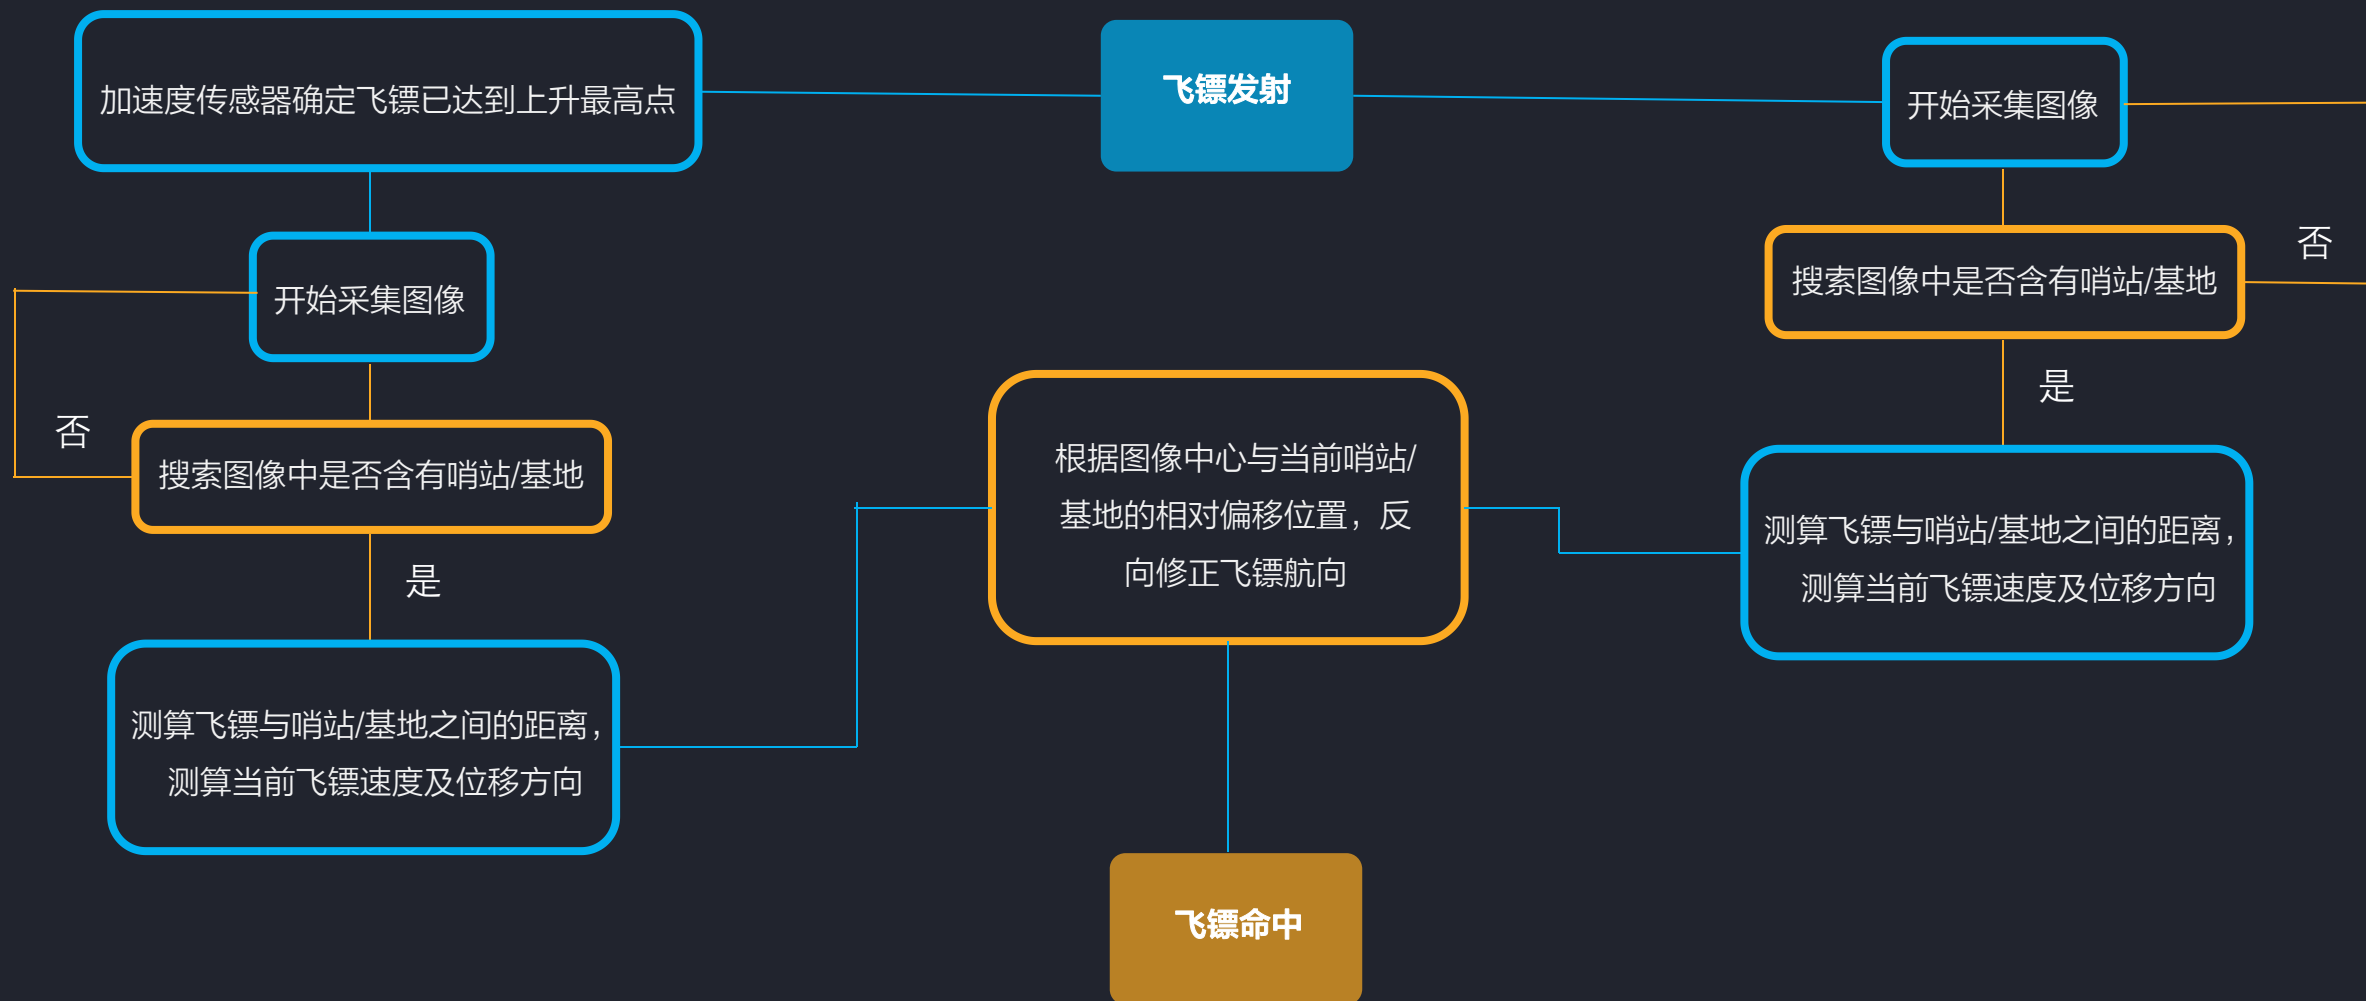 飞镖发射
加速度传感器确定飞镖已达到上升最高点
开始采集图像
搜索图像中是否含有哨站/基地
否
是
测算飞镖与哨站/基地之间的距离，
测算当前飞镖速度及位移方向
开始采集图像
搜索图像中是否含有哨站/基地
否
是
测算飞镖与哨站/基地之间的距离，
测算当前飞镖速度及位移方向
根据图像中心与当前哨站/
基地的相对偏移位置，反
向修正飞镖航向
飞镖命中